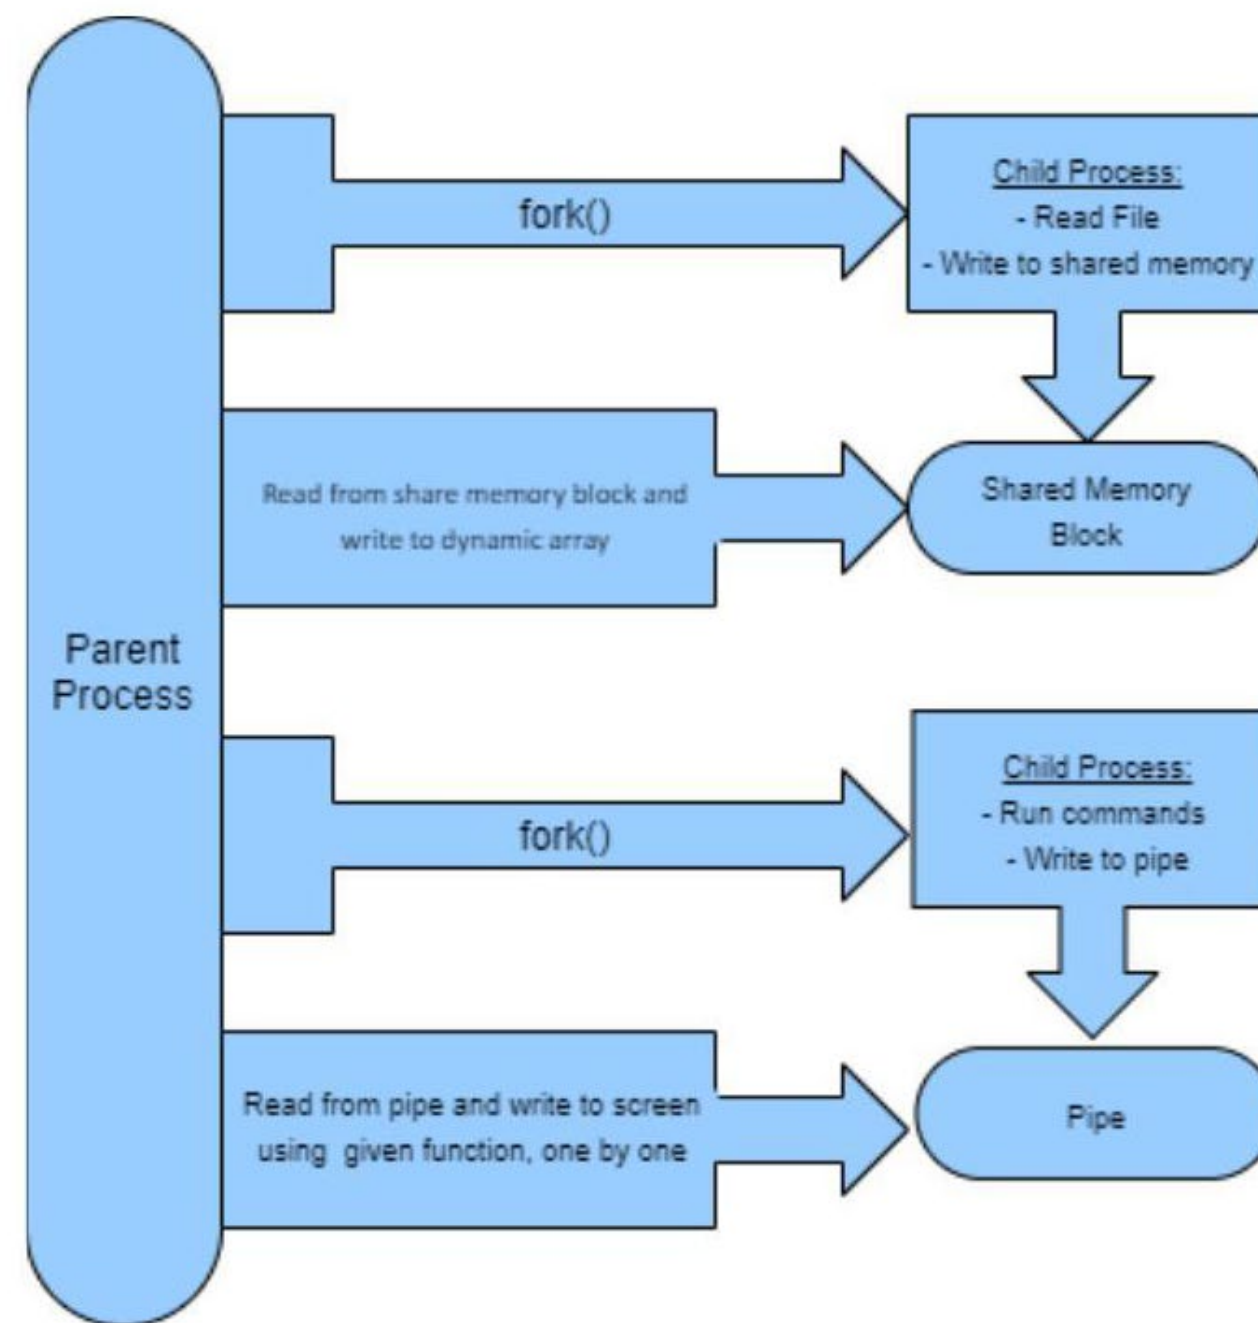 fork()
Child Process:
- Read File
- Write to shared memory
Read from share memory block and
write to dynamic array
Shared Memory
Block
Parent
Process
fork()
Child Process:
- Run commands
- Write to pipe
Read from pipe and write to screen
using given function, one by one
Pipe